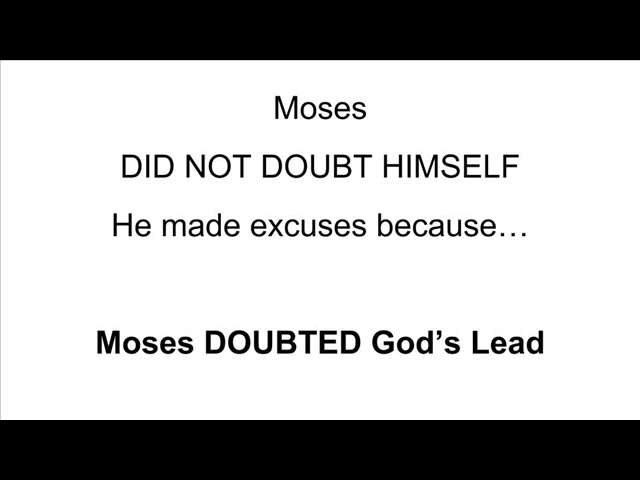 Moses
DID NOT DOUBT HIMSELF
He made excuses because…
Moses DOUBTED God’s Lead